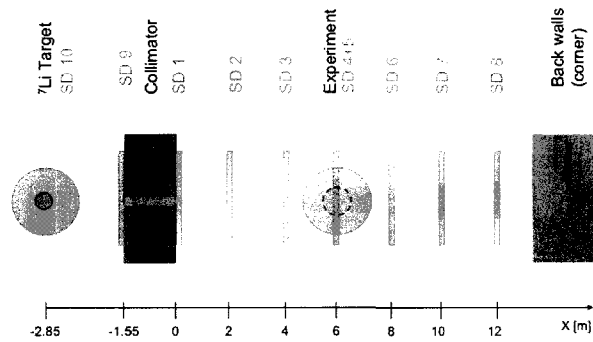 ⁷Li Target
SD 10
SD 9
Collimator
SD 1
SD 2
SD 3
Experiment
SD 4+5
SD 6
SD 7
SD 8
Back walls
(corner)
-2.85
-1.55
0
2
4
6
8
10
12
X [m]